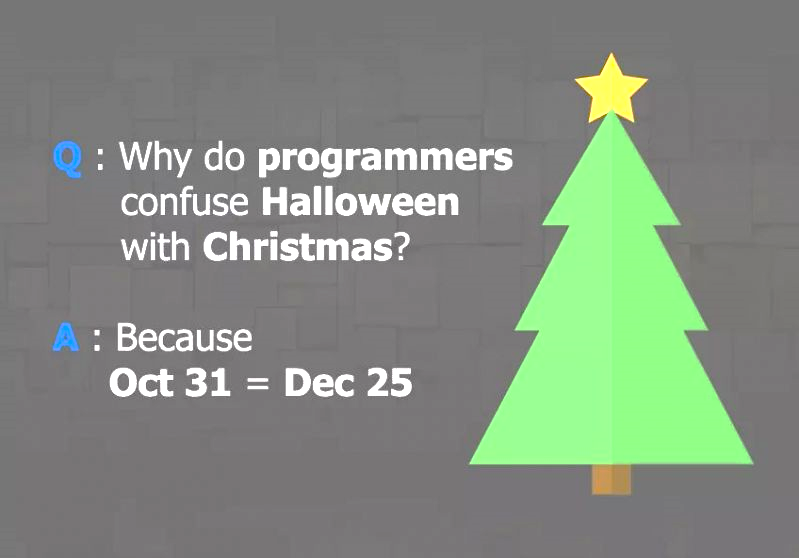 Q : Why do programmers
confuse Halloween
with Christmas?
A : Because
Oct 31 = Dec 25